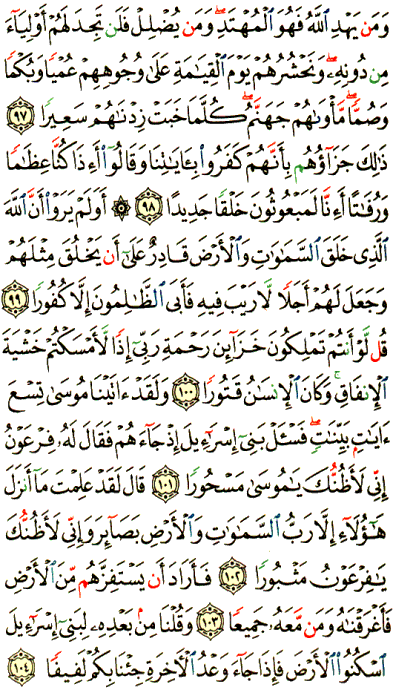 وَمَن يَهْدِ ٱللَّهُ فَهُوَ ٱلْمُهْتَدِۖ وَمَن يُضْلِلْ فَلَن تَجِدَ لَهُمْ أَوْلِيَآءَ
مِن دُونِهِۦۖ وَنَحْشُرُهُمْ يَوْمَ ٱلْقِيَـٰمَةِ عَلَىٰ وُجُوهِهِمْ عُمْيًا وَبُكْمًا
وَصُمًّاۖ مَّأْوَىٰهُمْ جَهَنَّمُۖ كُلَّمَا خَبَتْ زِدْنَـٰهُمْ سَعِيرًا ٩٧
ذَٰلِكَ جَزَآؤُهُم بِأَنَّهُمْ كَفَرُوا۟ بِـَٔايَـٰتِنَا وَقَالُوٓا۟ أَءِذَا كُنَّا عِظَـٰمًا
وَرُفَـٰتًا أَءِنَّا لَمَبْعُوثُونَ خَلْقًا جَدِيدًا ٩٨ ۞ أَوَلَمْ يَرَوْا۟ أَنَّ ٱللَّهَ
ٱلَّذِى خَلَقَ ٱلسَّمَـٰوَٰتِ وَٱلْأَرْضَ قَادِرٌ عَلَىٰٓ أَن يَخْلُقَ مِثْلَهُمْ
وَجَعَلَ لَهُمْ أَجَلًا لَّا رَيْبَ فِيهِ فَأَبَى ٱلظَّـٰلِمُونَ إِلَّا كُفُورًا ٩٩
قُل لَّوْ أَنتُمْ تَمْلِكُونَ خَزَآئِنَ رَحْمَةِ رَبِّىٓ إِذًا لَّأَمْسَكْتُمْ خَشْيَةَ
ٱلْإِنفَاقِۚ وَكَانَ ٱلْإِنسَـٰنُ قَتُورًا ١٠٠ وَلَقَدْ ءَاتَيْنَا مُوسَىٰ تِسْعَ
ءَايَـٰتٍۭ بَيِّنَـٰتٍۖ فَسْـَٔلْ بَنِىٓ إِسْرَٰٓءِيلَ إِذْ جَآءَهُمْ فَقَالَ لَهُۥ فِرْعَوْنُ
إِنِّى لَأَظُنُّكَ يَـٰمُوسَىٰ مَسْحُورًا ١٠١ قَالَ لَقَدْ عَلِمْتَ مَآ أَنزَلَ
هَـٰٓؤُلَآءِ إِلَّا رَبُّ ٱلسَّمَـٰوَٰتِ وَٱلْأَرْضِ بَصَآئِرَ وَإِنِّى لَأَظُنُّكَ
يَـٰفِرْعَوْنُ مَثْبُورًا ١٠٢ فَأَرَادَ أَن يَسْتَفِزَّهُم مِّنَ ٱلْأَرْضِ
فَأَغْرَقْنَـٰهُ وَمَن مَّعَهُۥ جَمِيعًا ١٠٣ وَقُلْنَا مِنۢ بَعْدِهِۦ لِبَنِىٓ إِسْرَٰٓءِيلَ
ٱسْكُنُوا۟ ٱلْأَرْضَ فَإِذَا جَآءَ وَعْدُ ٱلْـَٔاخِرَةِ جِئْنَا بِكُمْ لَفِيفًا ١٠٤